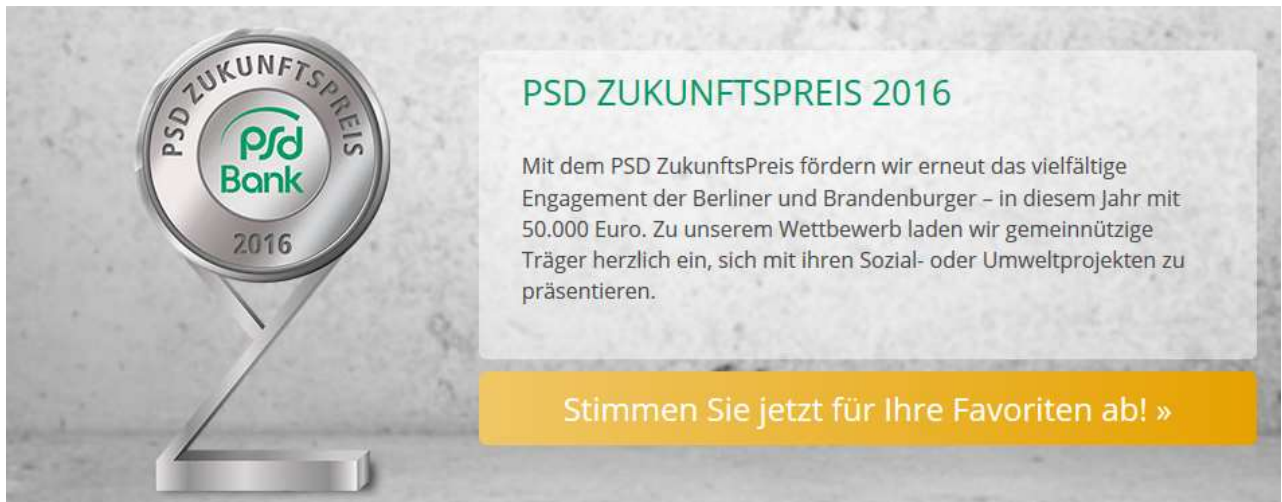 PSD ZUKUNFTSPREIS
psd
Bank
2016
PSD ZUKUNFTSPREIS 2016
Mit dem PSD ZukunftsPreis fördern wir erneut das vielfältige
Engagement der Berliner und Brandenburger – in diesem Jahr mit
50.000 Euro. Zu unserem Wettbewerb laden wir gemeinnützige
Träger herzlich ein, sich mit ihren Sozial- oder Umweltprojekten zu
präsentieren.
Stimmen Sie jetzt für Ihre Favoriten ab! »